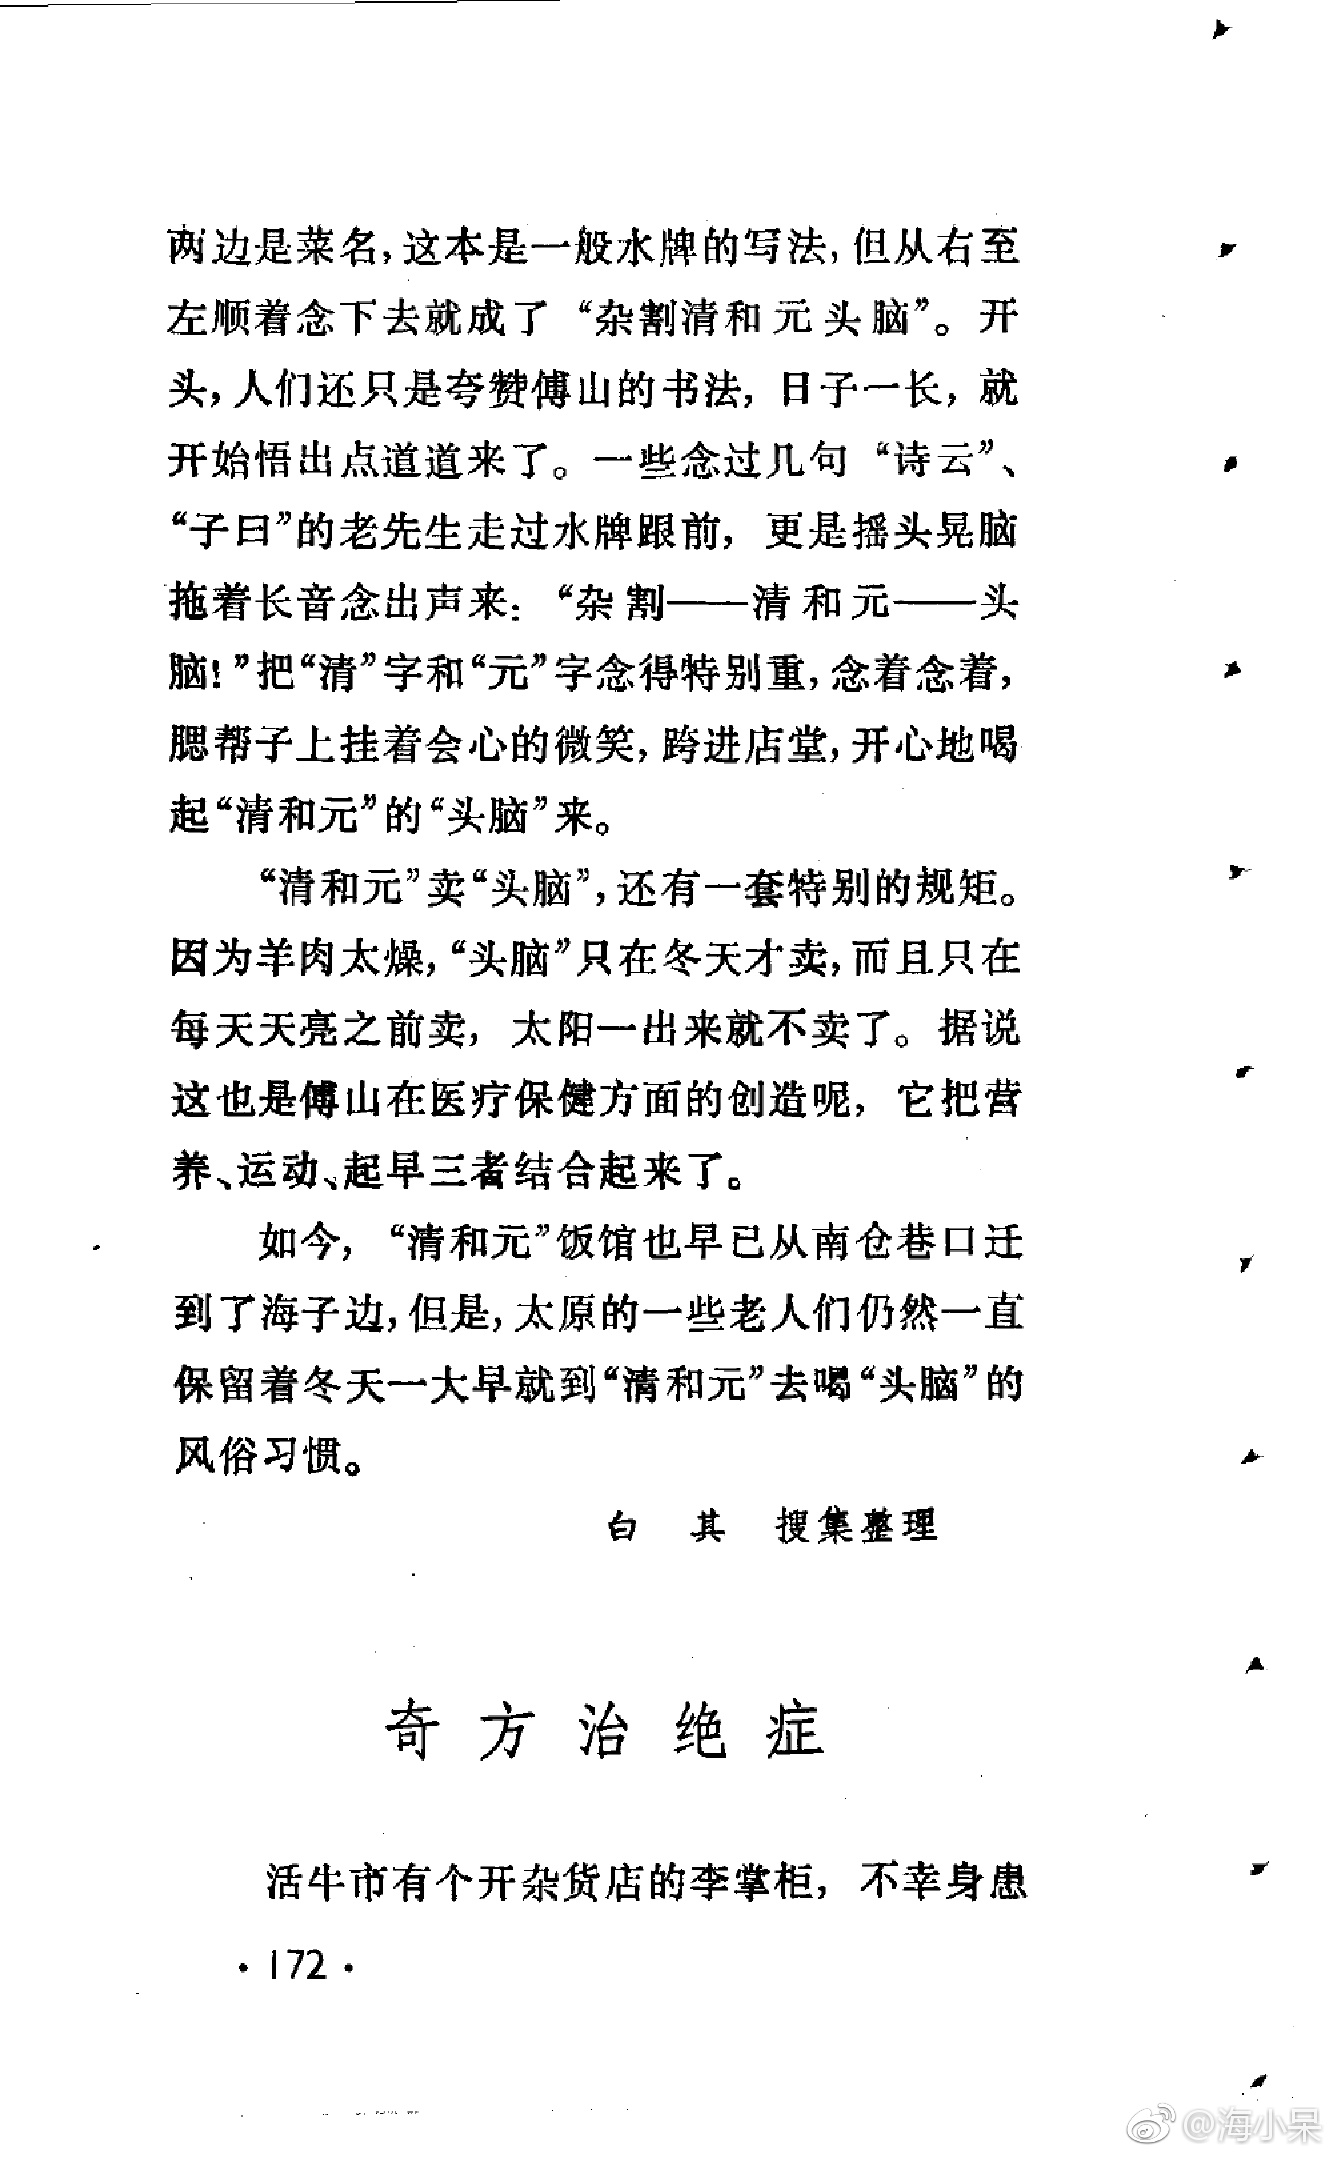 两边是菜名,这本是一般水牌的写法,但从右至
左顺着念下去就成了“杂割清和元头脑”。开
头,人们还只是夸赞傅山的书法,日子一长,就
开始悟出点道道来了。一些念过几句“诗云”、
“子曰”的老先生走过水牌跟前,更是摇头晃脑
拖着长音念出声来:“杂割——清和元——头
脑!”把“清”字和“元”字念得特别重,念着念着,
腮帮子上挂着会心的微笑,跨进店堂,开心地喝
起“清和元”的“头脑”来。
“清和元”卖“头脑”,还有一套特别的规矩。
因为羊肉太燥,“头脑”只在冬天才卖,而且只在
每天天亮之前卖,太阳一出来就不卖了。据说
这也是傅山在医疗保健方面的创造呢,它把营
养、运动、起早三者结合起来了。
如今,“清和元”饭馆也早已从南仓巷口迁
到了海子边,但是,太原的一些老人们仍然一直
保留着冬天一大早就到“清和元”去喝“头脑”的
风俗习惯。
白 其 搜集整理
奇方治绝症
活牛市有个开杂货店的李掌柜,不幸身患
·172·
@海小呆